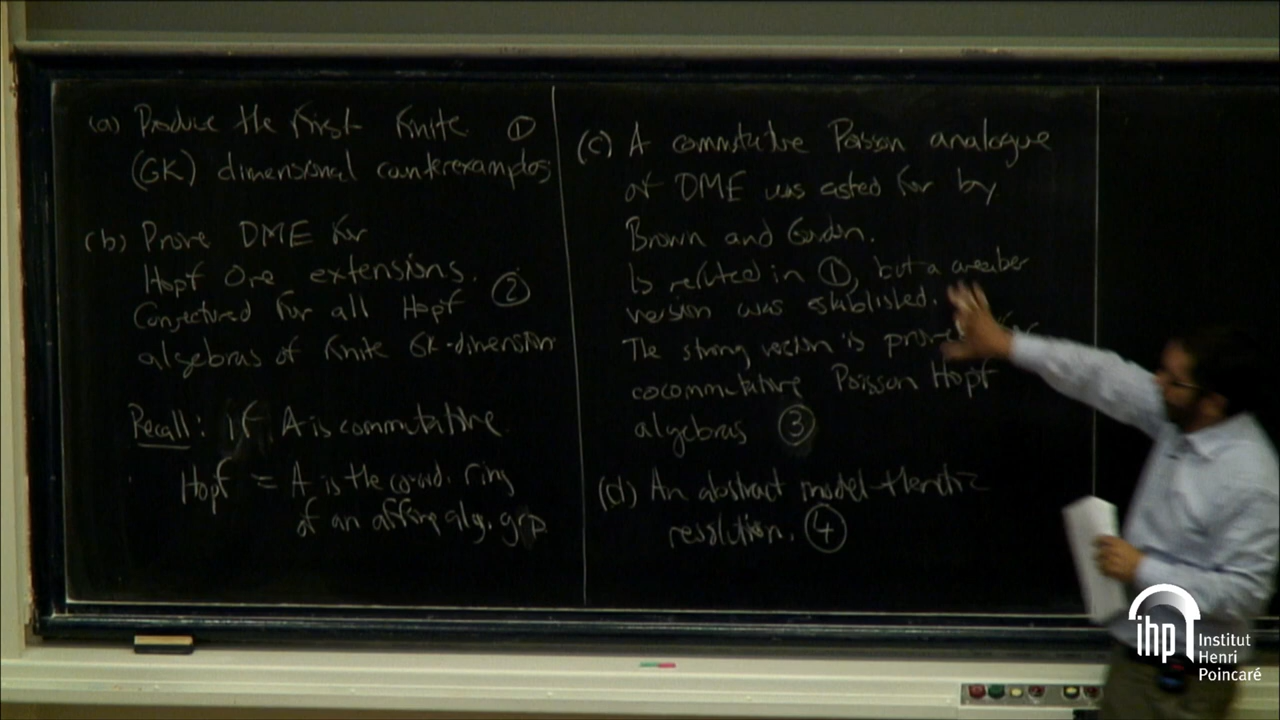 (a) Produce the first finite ①
(GK) dimensional counterexamples
(b) Prove DME for
Hopf Ore extensions.
Conjectured for all Hopf ②
algebras of finite GK-dimension
Recall: if A is commutative
Hopf = A is the coord. ring
of an affine alg. grp
(c) A commutative Poisson analogue
of DME was asked for by
Brown and Gordon.
Is refuted in ①, but a weaker
version was established.
The strong version is
cocommutative Poisson Hopf
algebras ③
(d) An abstract model-theoretic
resolution. ④
ihp
Institut
Henri
Poincaré